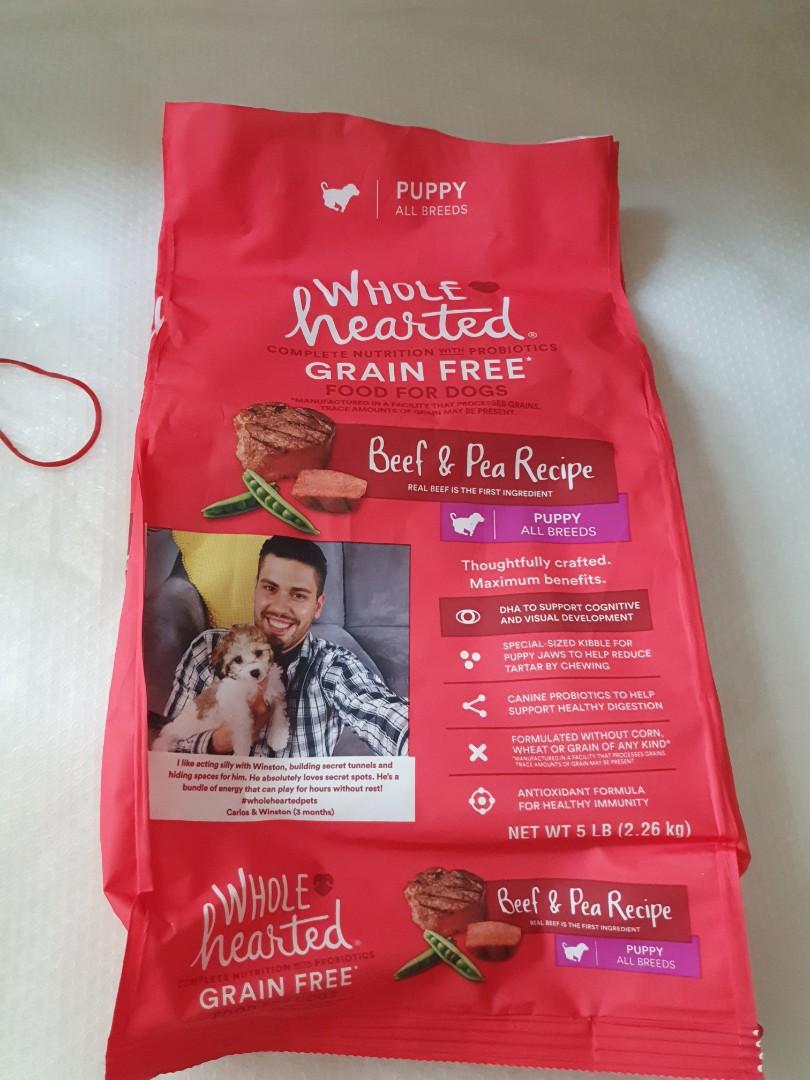 PUPPY
ALL BREEDS
WHOLE
hearted®
COMPLETE NUTRITION WITH PROBIOTICS
GRAIN FREE*
FOOD FOR DOGS
*MANUFACTURED IN A FACILITY THAT PROCESSES GRAINS.
TRACE AMOUNTS OF GRAIN MAY BE PRESENT.
Beef & Pea Recipe
REAL BEEF IS THE FIRST INGREDIENT
PUPPY
ALL BREEDS
Thoughtfully crafted.
Maximum benefits.
DHA TO SUPPORT COGNITIVE
AND VISUAL DEVELOPMENT
SPECIAL-SIZED KIBBLE FOR
PUPPY JAWS TO HELP REDUCE
TARTAR BY CHEWING
CANINE PROBIOTICS TO HELP
SUPPORT HEALTHY DIGESTION
FORMULATED WITHOUT CORN,
WHEAT OR GRAIN OF ANY KIND*
*MANUFACTURED IN A FACILITY THAT PROCESSES GRAINS.
TRACE AMOUNTS OF GRAIN MAY BE PRESENT.
ANTIOXIDANT FORMULA
FOR HEALTHY IMMUNITY
NET WT 5 LB (2.26 kg)
I like acting silly with Winston, building secret tunnels and
hiding spaces for him. He absolutely loves secret spots. He's a
bundle of energy that can play for hours without rest!
#wholeheartedpets
Carlos & Winston (3 months)
WHOLE
hearted®
COMPLETE NUTRITION WITH PROBIOTICS
GRAIN FREE*
Beef & Pea Recipe
REAL BEEF IS THE FIRST INGREDIENT
PUPPY
ALL BREEDS